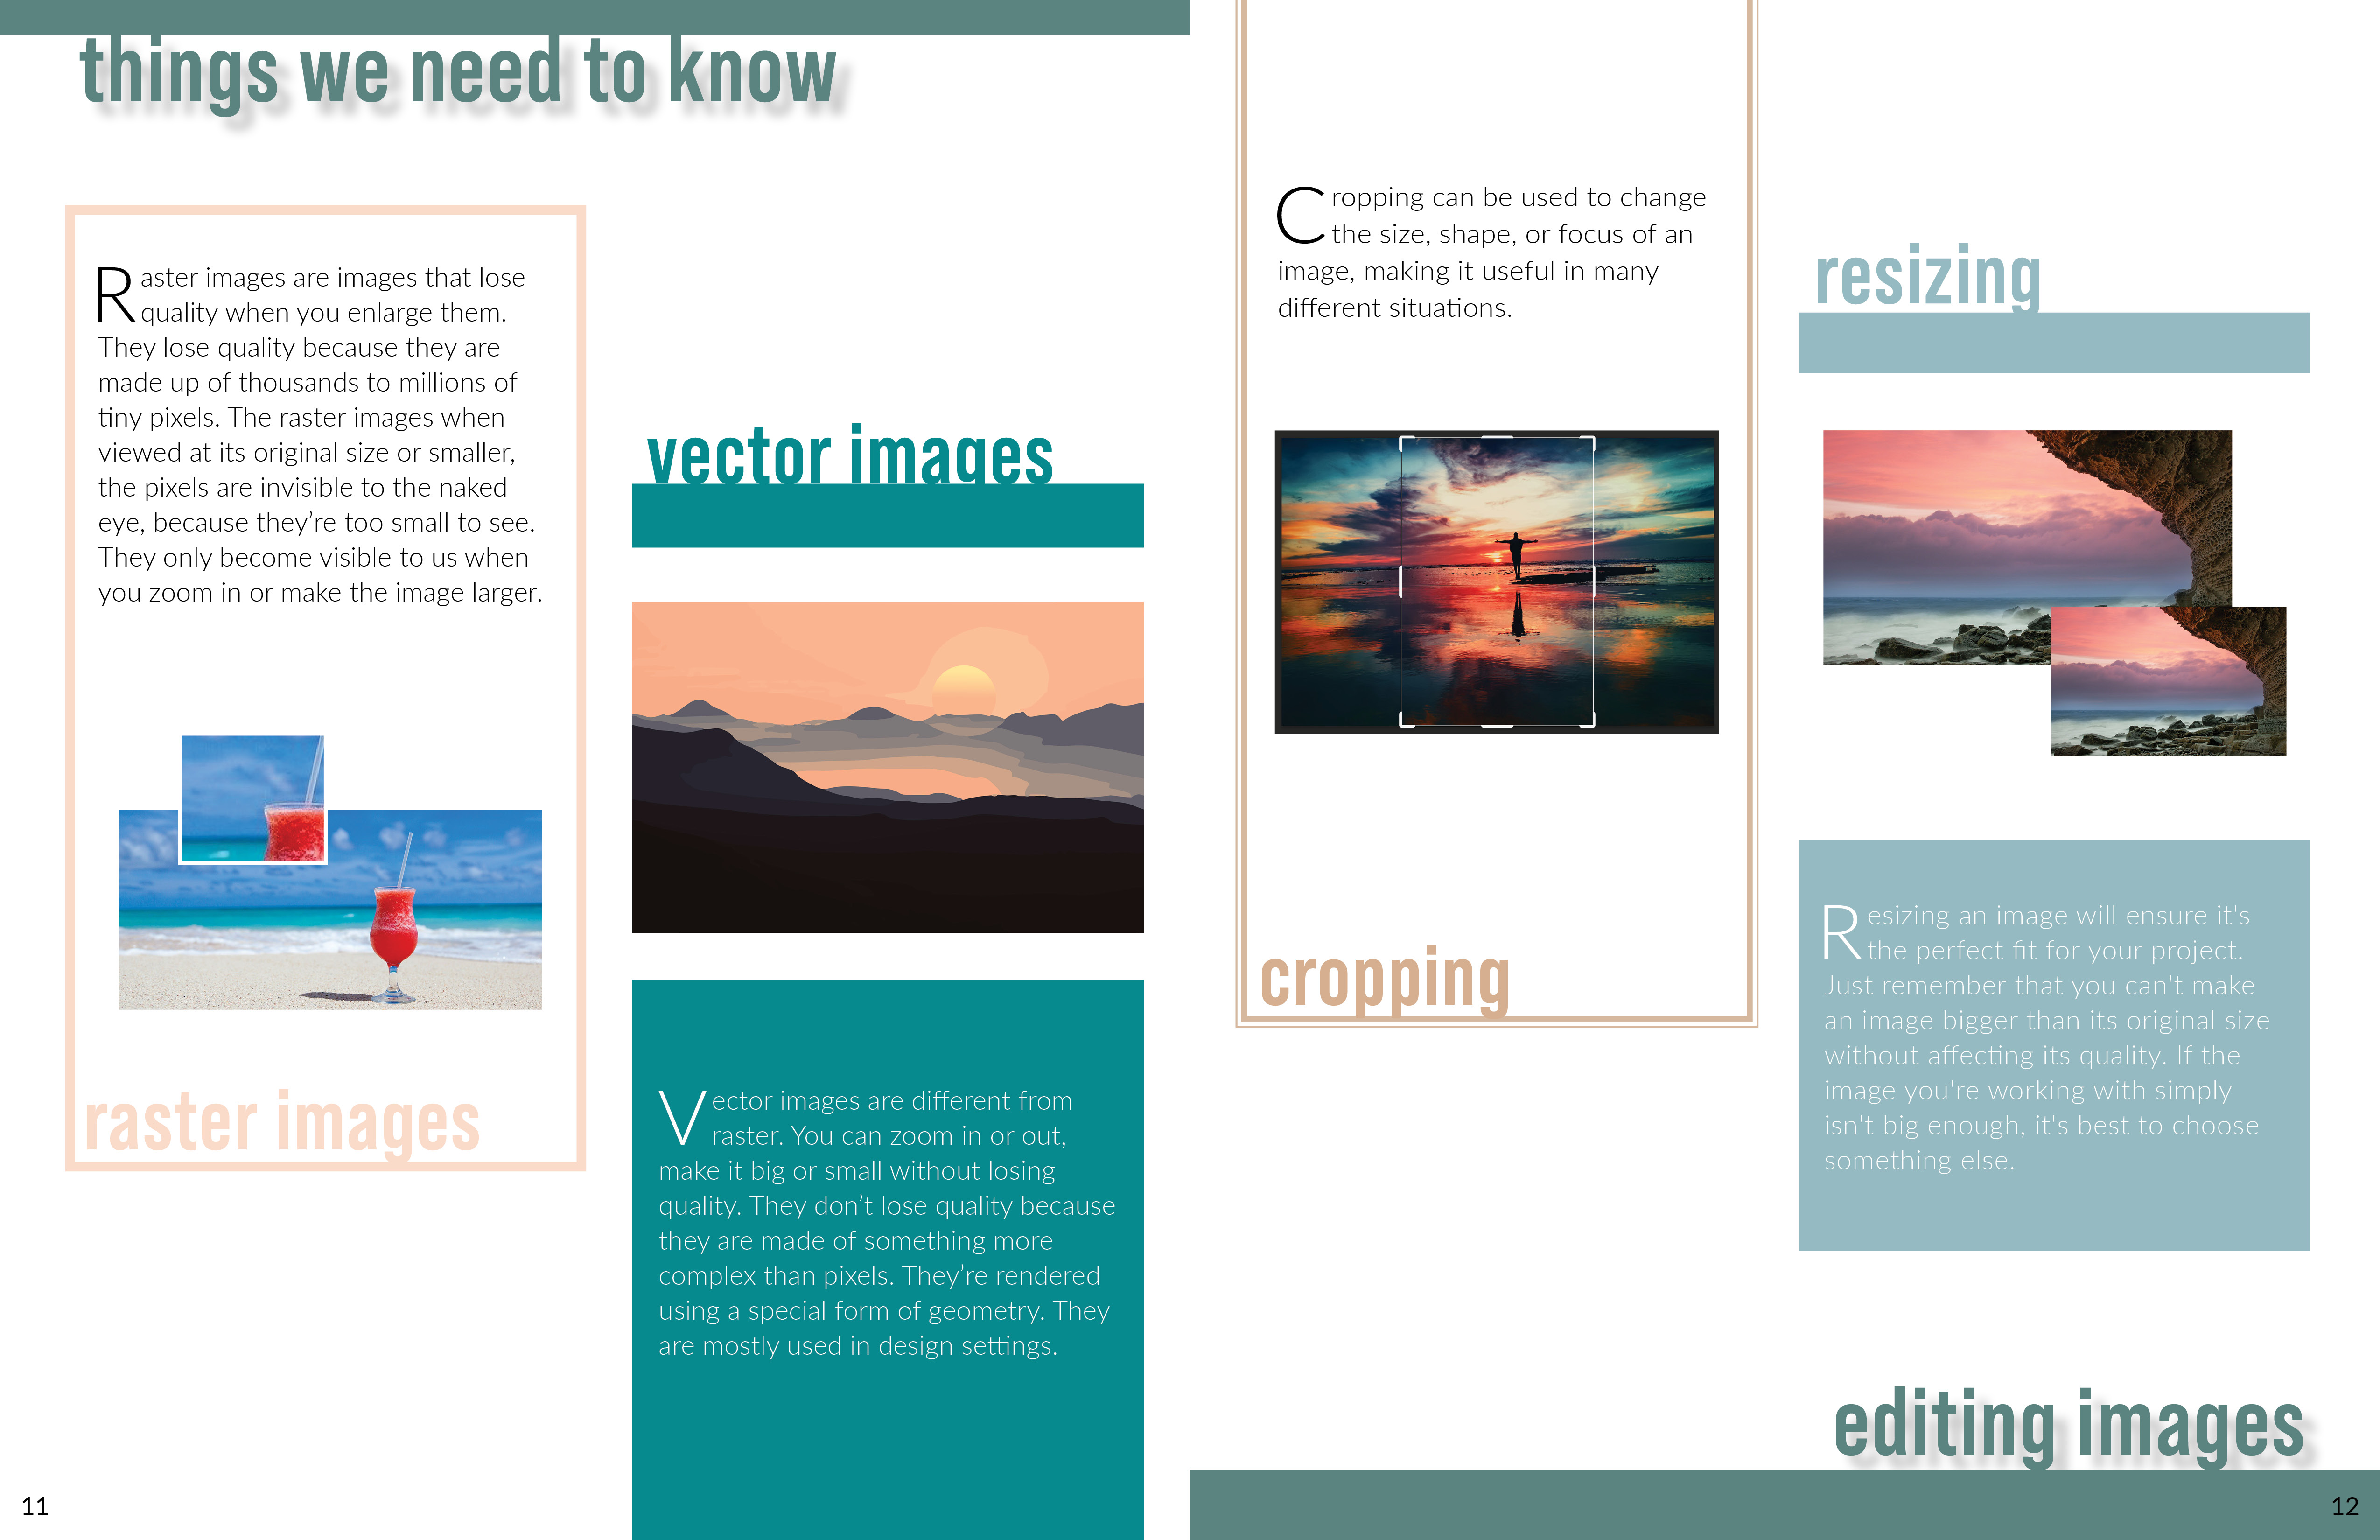 things we need to know
Raster images are images that lose
quality when you enlarge them.
They lose quality because they are
made up of thousands to millions of
tiny pixels. The raster images when
viewed at its original size or smaller,
the pixels are invisible to the naked
eye, because they’re too small to see.
They only become visible to us when
you zoom in or make the image larger.
raster images
vector images
Vector images are different from
raster. You can zoom in or out,
make it big or small without losing
quality. They don’t lose quality because
they are made of something more
complex than pixels. They’re rendered
using a special form of geometry. They
are mostly used in design settings.
11
Cropping can be used to change
the size, shape, or focus of an
image, making it useful in many
different situations.
cropping
resizing
Resizing an image will ensure it's
the perfect fit for your project.
Just remember that you can't make
an image bigger than its original size
without affecting its quality. If the
image you're working with simply
isn't big enough, it's best to choose
something else.
editing images
12